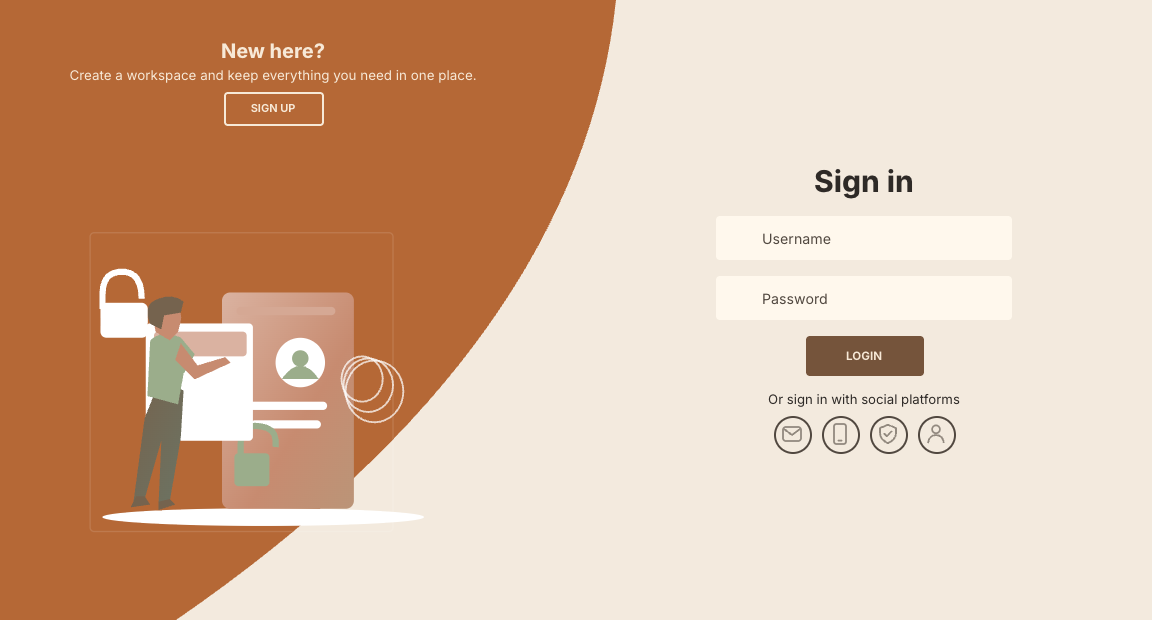 New here?
Create a workspace and keep everything you need in one place.
SIGN UP
Sign in
Username
Password
LOGIN
Or sign in with social platforms